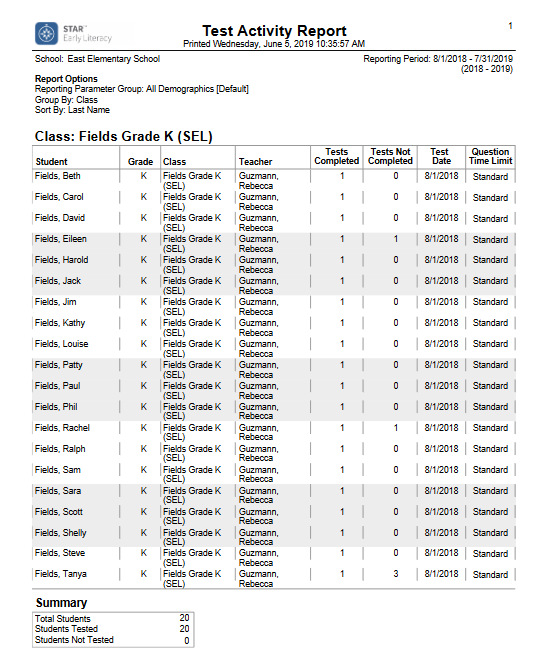 STAR™
Early Literacy
Test Activity Report
1
Printed Wednesday, June 5, 2019 10:35:57 AM
School: East Elementary School
Reporting Period: 8/1/2018 - 7/31/2019
(2018 - 2019)
Report Options
Reporting Parameter Group: All Demographics [Default]
Group By: Class
Sort By: Last Name
Class: Fields Grade K (SEL)
Tests Tests Not Test Question
Student Grade Class Teacher Completed Completed Date Time Limit
Fields, Beth K Fields Grade K Guzmann, 1 0 8/1/2018 Standard
(SEL) Rebecca
Fields, Carol K Fields Grade K Guzmann, 1 0 8/1/2018 Standard
(SEL) Rebecca
Fields, David K Fields Grade K Guzmann, 1 0 8/1/2018 Standard
(SEL) Rebecca
Fields, Eileen K Fields Grade K Guzmann, 1 1 8/1/2018 Standard
(SEL) Rebecca
Fields, Harold K Fields Grade K Guzmann, 1 0 8/1/2018 Standard
(SEL) Rebecca
Fields, Jack K Fields Grade K Guzmann, 1 0 8/1/2018 Standard
(SEL) Rebecca
Fields, Jim K Fields Grade K Guzmann, 1 0 8/1/2018 Standard
(SEL) Rebecca
Fields, Kathy K Fields Grade K Guzmann, 1 0 8/1/2018 Standard
(SEL) Rebecca
Fields, Louise K Fields Grade K Guzmann, 1 0 8/1/2018 Standard
(SEL) Rebecca
Fields, Patty K Fields Grade K Guzmann, 1 0 8/1/2018 Standard
(SEL) Rebecca
Fields, Paul K Fields Grade K Guzmann, 1 0 8/1/2018 Standard
(SEL) Rebecca
Fields, Phil K Fields Grade K Guzmann, 1 0 8/1/2018 Standard
(SEL) Rebecca
Fields, Rachel K Fields Grade K Guzmann, 1 1 8/1/2018 Standard
(SEL) Rebecca
Fields, Ralph K Fields Grade K Guzmann, 1 0 8/1/2018 Standard
(SEL) Rebecca
Fields, Sam K Fields Grade K Guzmann, 1 0 8/1/2018 Standard
(SEL) Rebecca
Fields, Sara K Fields Grade K Guzmann, 1 0 8/1/2018 Standard
(SEL) Rebecca
Fields, Scott K Fields Grade K Guzmann, 1 0 8/1/2018 Standard
(SEL) Rebecca
Fields, Shelly K Fields Grade K Guzmann, 1 0 8/1/2018 Standard
(SEL) Rebecca
Fields, Steve K Fields Grade K Guzmann, 1 0 8/1/2018 Standard
(SEL) Rebecca
Fields, Tanya K Fields Grade K Guzmann, 1 3 8/1/2018 Standard
(SEL) Rebecca
Summary
Total Students 20
Students Tested 20
Students Not Tested 0